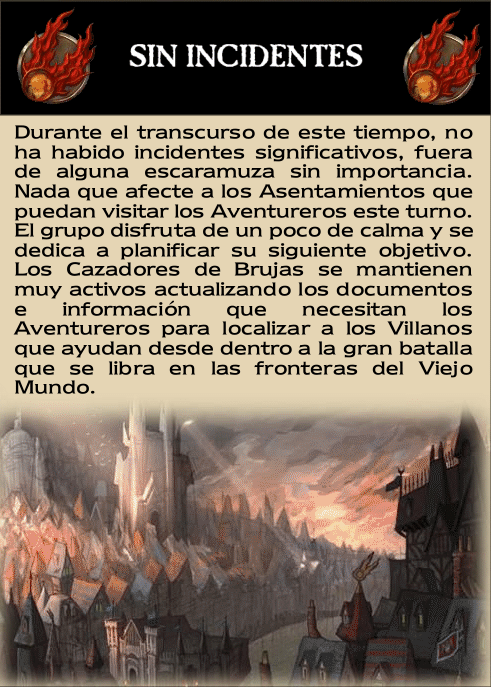 SIN INCIDENTES
Durante el transcurso de este tiempo, no
ha habido incidentes significativos, fuera
de alguna escaramuza sin importancia.
Nada que afecte a los Asentamientos que
puedan visitar los Aventureros este turno.
El grupo disfruta de un poco de calma y se
dedica a planificar su siguiente objetivo.
Los Cazadores de Brujas se mantienen
muy activos actualizando los documentos
e información que necesitan los
Aventureros para localizar a los Villanos
que ayudan desde dentro a la gran batalla
que se libra en las fronteras del Viejo
Mundo.